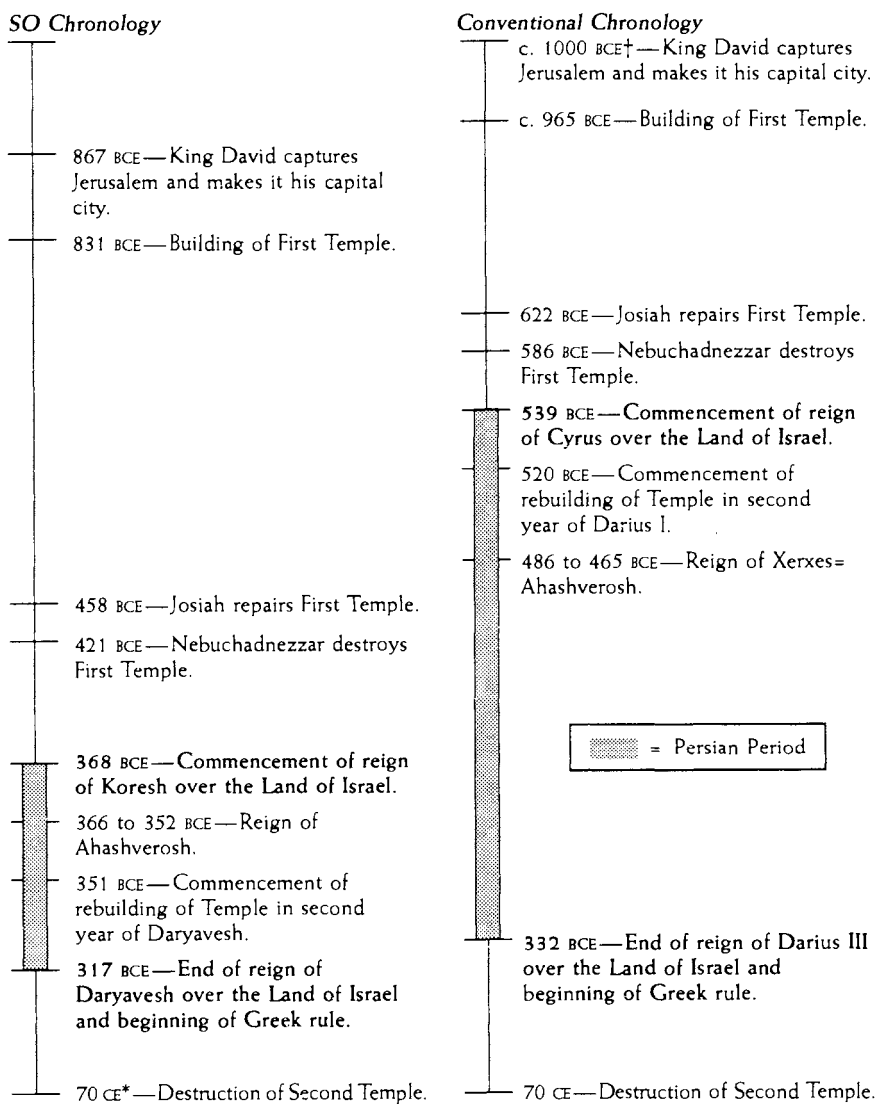 SO Chronology
867 BCE—King David captures
Jerusalem and makes it his capital
city.
831 BCE—Building of First Temple.
458 BCE—Josiah repairs First Temple.
421 BCE—Nebuchadnezzar destroys
First Temple.
368 BCE—Commencement of reign
of Koresh over the Land of Israel.
366 to 352 BCE—Reign of
Ahashverosh.
351 BCE—Commencement of
rebuilding of Temple in second
year of Daryavesh.
317 BCE—End of reign of
Daryavesh over the Land of Israel
and beginning of Greek rule.
70 CE*—Destruction of Second Temple.
Conventional Chronology
c. 1000 BCE†—King David captures
Jerusalem and makes it his capital city.
c. 965 BCE—Building of First Temple.
622 BCE—Josiah repairs First Temple.
586 BCE—Nebuchadnezzar destroys
First Temple.
539 BCE—Commencement of reign
of Cyrus over the Land of Israel.
520 BCE—Commencement of
rebuilding of Temple in second
year of Darius I.
486 to 465 BCE—Reign of Xerxes=
Ahashverosh.
= Persian Period
332 BCE—End of reign of Darius III
over the Land of Israel and
beginning of Greek rule.
70 CE—Destruction of Second Temple.